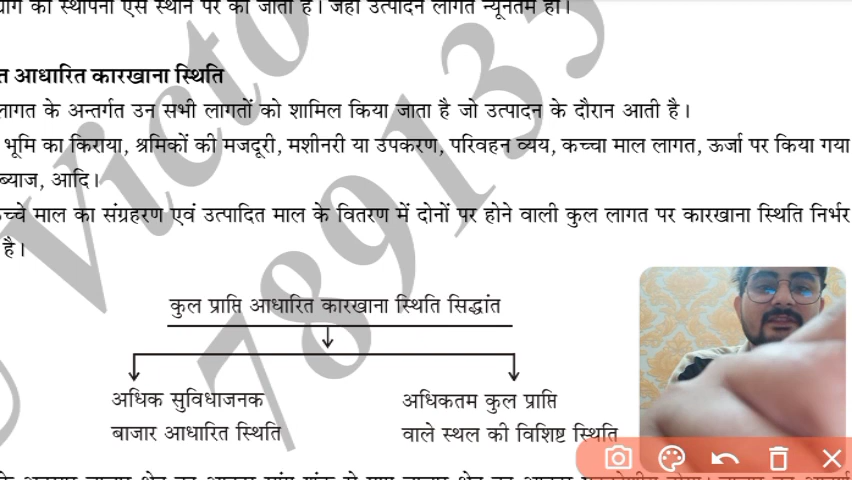 की स्थापना ऐसे स्थान पर की जाती है। जहाँ उत्पादन लागत न्यूनतम हो।
आधारित कारखाना स्थिति
लागत के अन्तर्गत उन सभी लागतों को शामिल किया जाता है जो उत्पादन के दौरान आती है।
भूमि का किराया, श्रमिकों की मजदूरी, मशीनरी या उपकरण, परिवहन व्यय, कच्चा माल लागत, ऊर्जा पर किया गया
ब्याज, आदि।
माल का संग्रहरण एवं उत्पादित माल के वितरण में दोनों पर होने वाली कुल लागत पर कारखाना स्थिति निर्भर
है।
कुल प्राप्ति आधारित कारखाना स्थिति सिद्धांत
अधिक सुविधाजनक
बाजार आधारित स्थिति
अधिकतम कुल प्राप्ति
वाले स्थल की विशिष्ट स्थिति
Victo
789133